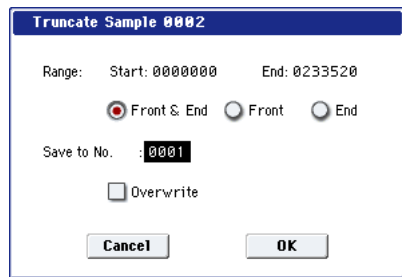 Truncate Sample 0002
Range: Start: 0000000 End: 0233520
Front & End Front End
Save to No. :0001
Overwrite
Cancel OK